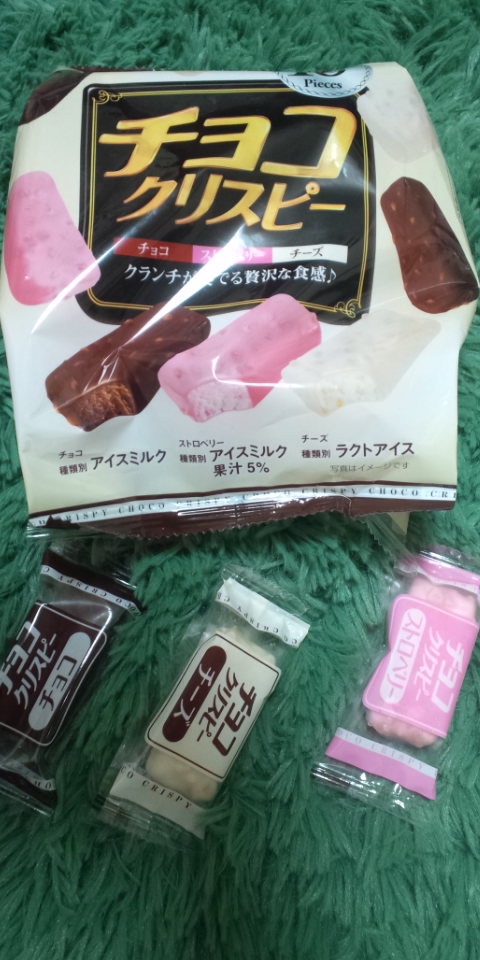 Pieces
チョコ
クリスピー
チョコ
チーズ
クランチが
でる贅沢な食感♪
チョコ
種類別 アイスミルク
ストロベリー
種類別 アイスミルク
果汁 5%
チーズ
種類別 ラクトアイス
写真はイメージです
CRISPY CHOCO CRISPY CHOCO
CRISPY CHOCO CRI
チョコ
クリスピー
チョコ
チョコ
クリスピー
チーズ
CRISPY
チョコ
クリスピー
ストロベリー
CRISPY